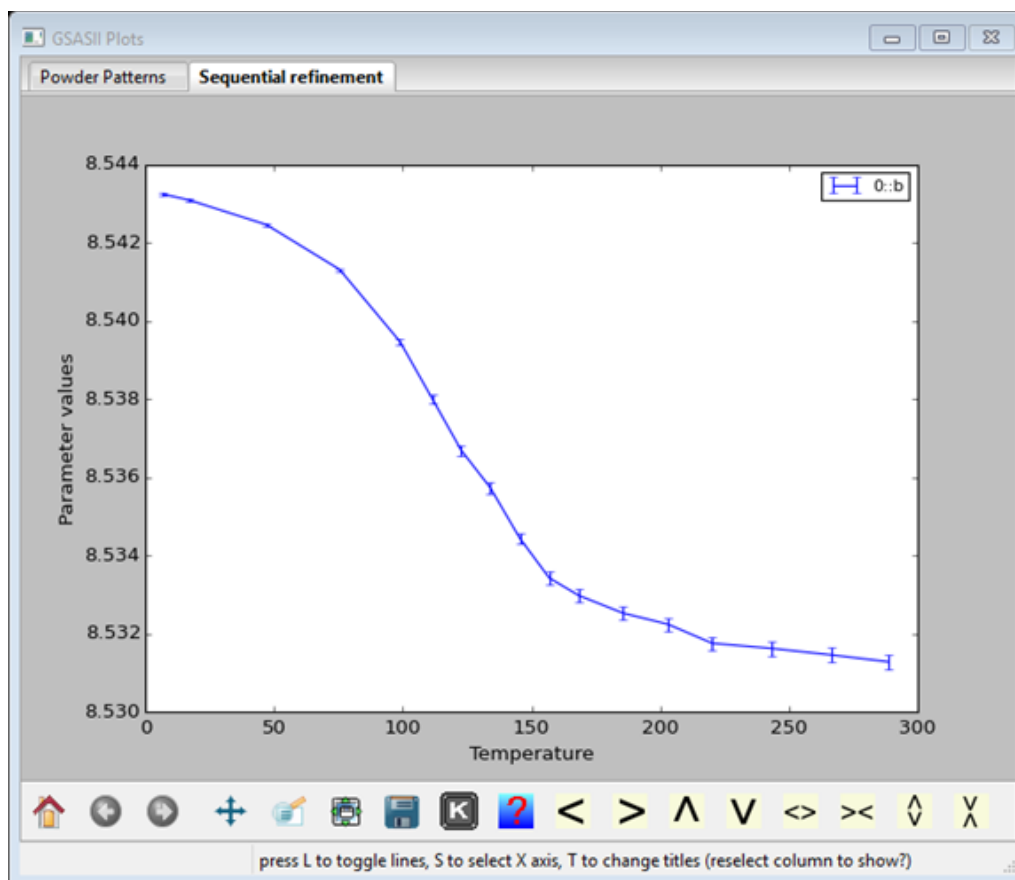 GSASII Plots
Powder Patterns Sequential refinement
0::b
Parameter values
8.544
8.542
8.540
8.538
8.536
8.534
8.532
8.530
0 50 100 150 200 250 300
Temperature
K ? < > Λ V <> ><
press L to toggle lines, S to select X axis, T to change titles (reselect column to show?)